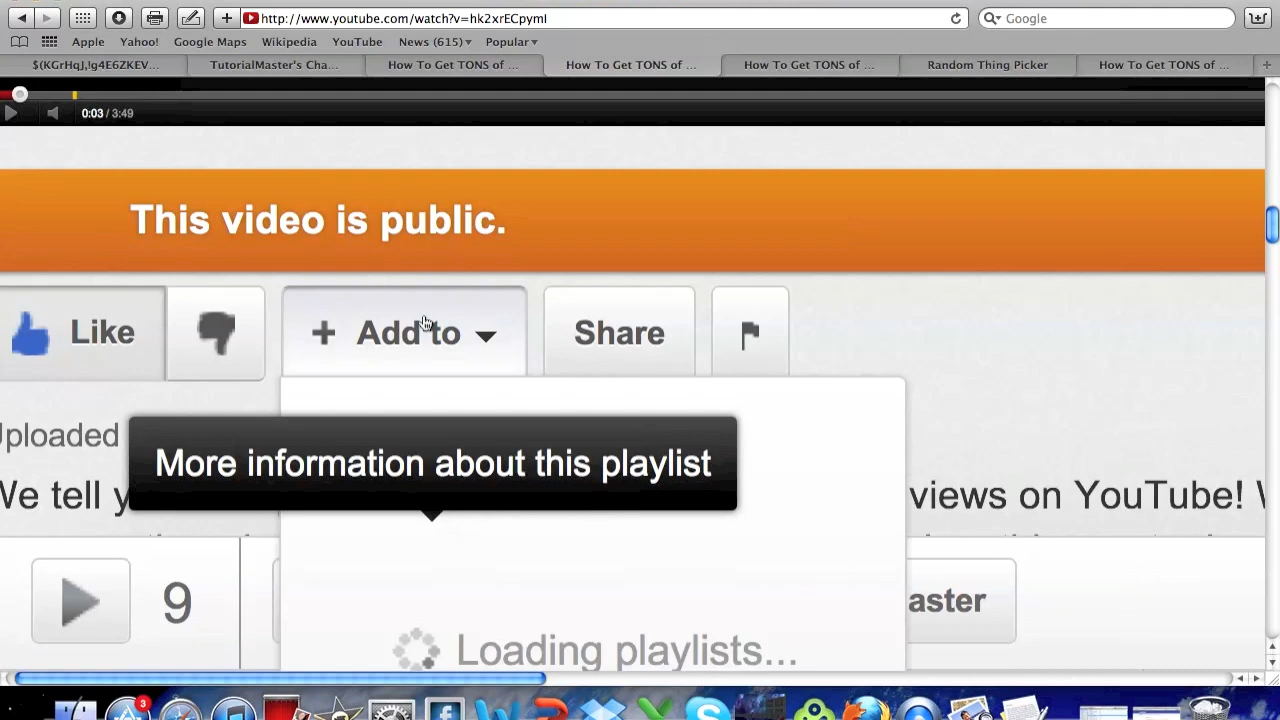 http://www.youtube.com/watch?v=hk2xrECpymI
Google
Apple Yahoo! Google Maps Wikipedia YouTube News (615) Popular
$(KGrHqJ,!g4E6ZKEV... TutorialMaster's Cha... How To Get TONS of ... How To Get TONS of ... How To Get TONS of ... Random Thing Picker How To Get TONS of ...
0:03 / 3:49
This video is public.
Like + Add to Share
Uploaded
More information about this playlist
We tell views on YouTube!
9 aster
Loading playlists...
3